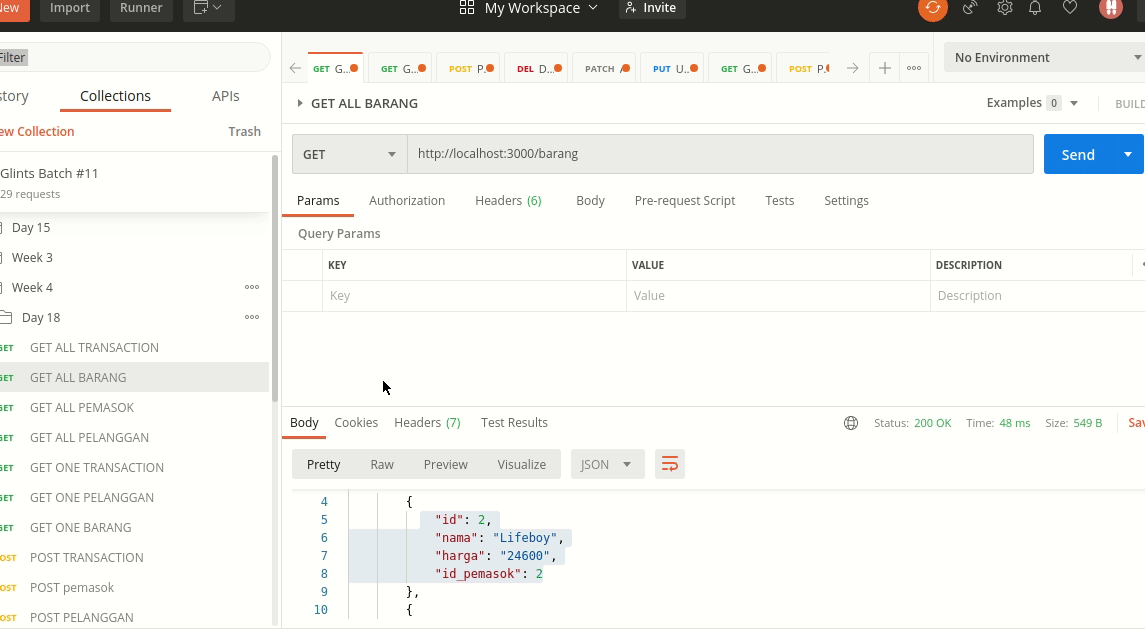 New
Import
Runner
My Workspace
Invite
Filter
No Environment
GET G...
GET G...
POST P.
DEL D...
PATCH
PUT U...
GET G...
POST P.
Collections
APIs
GET ALL BARANG
Examples 0
BUILD
New Collection
Trash
GET
http://localhost:3000/barang
Send
Glints Batch #11
29 requests
Params
Authorization
Headers (6)
Body
Pre-request Script
Tests
Settings
Query Params
KEY
VALUE
DESCRIPTION
Key
Value
Description
Day 15
Week 3
Week 4
Day 18
GET GET ALL TRANSACTION
GET GET ALL BARANG
GET GET ALL PEMASOK
GET GET ALL PELANGGAN
GET GET ONE TRANSACTION
GET GET ONE PELANGGAN
GET GET ONE BARANG
POST POST TRANSACTION
POST POST pemasok
POST POST PELANGGAN
Body
Cookies
Headers (7)
Test Results
Status: 200 OK
Time: 48 ms
Size: 549 B
Pretty
Raw
Preview
Visualize
JSON
4 {
5 "id": 2,
6 "nama": "Lifeboy",
7 "harga": "24600",
8 "id_pemasok": 2
9 },
10 {